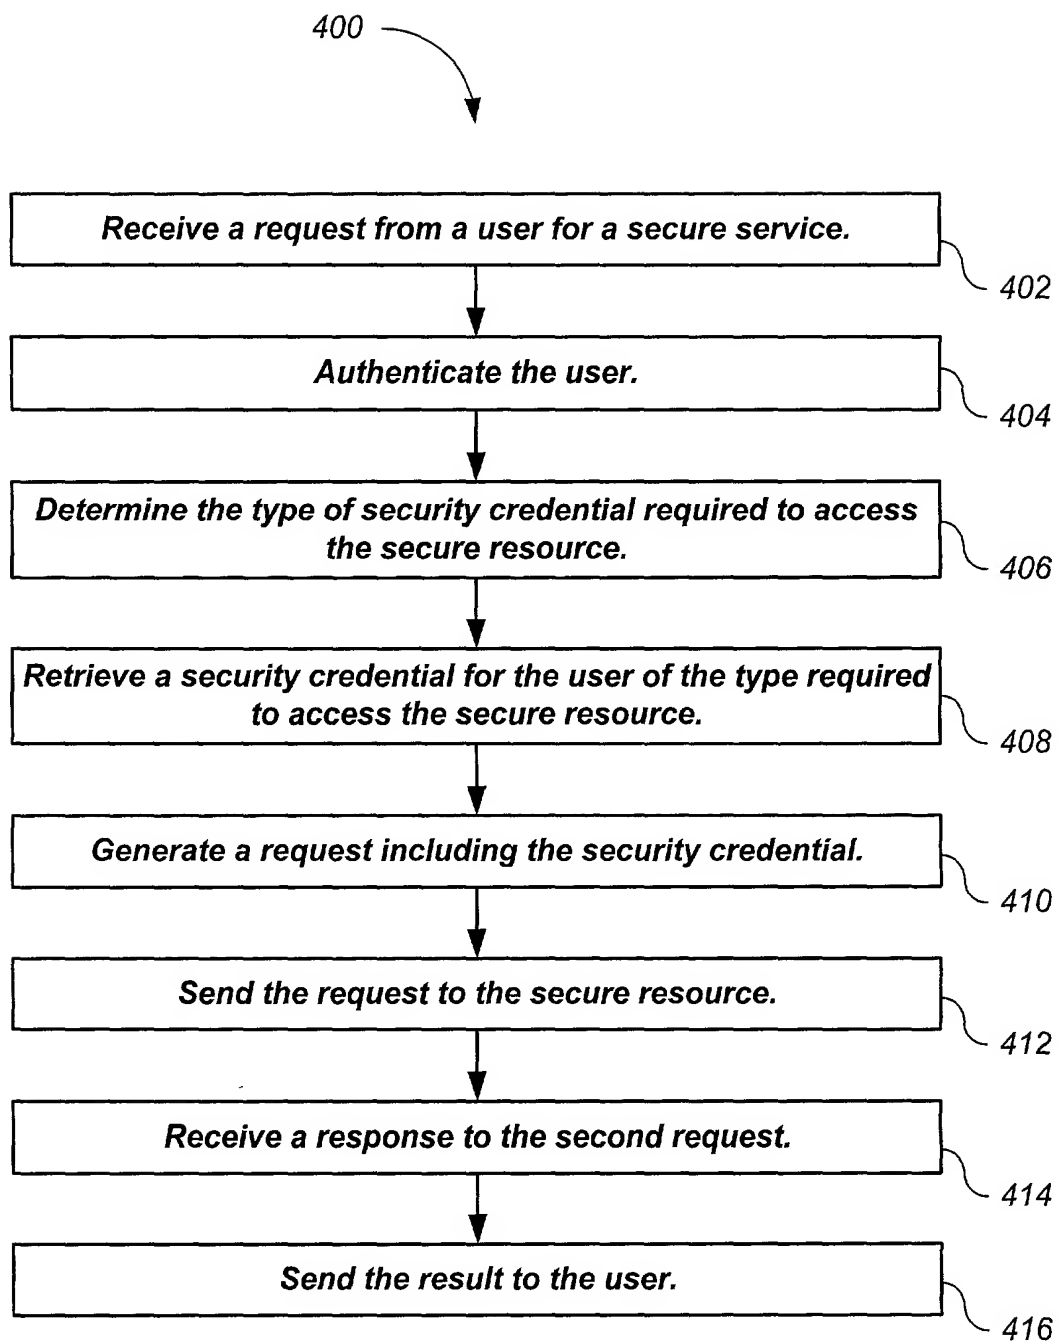 400
Receive a request from a user for a secure service.
402
Authenticate the user.
404
Determine the type of security credential required to access
the secure resource.
406
Retrieve a security credential for the user of the type required
to access the secure resource.
408
Generate a request including the security credential.
410
Send the request to the secure resource.
412
Receive a response to the second request.
414
Send the result to the user.
416